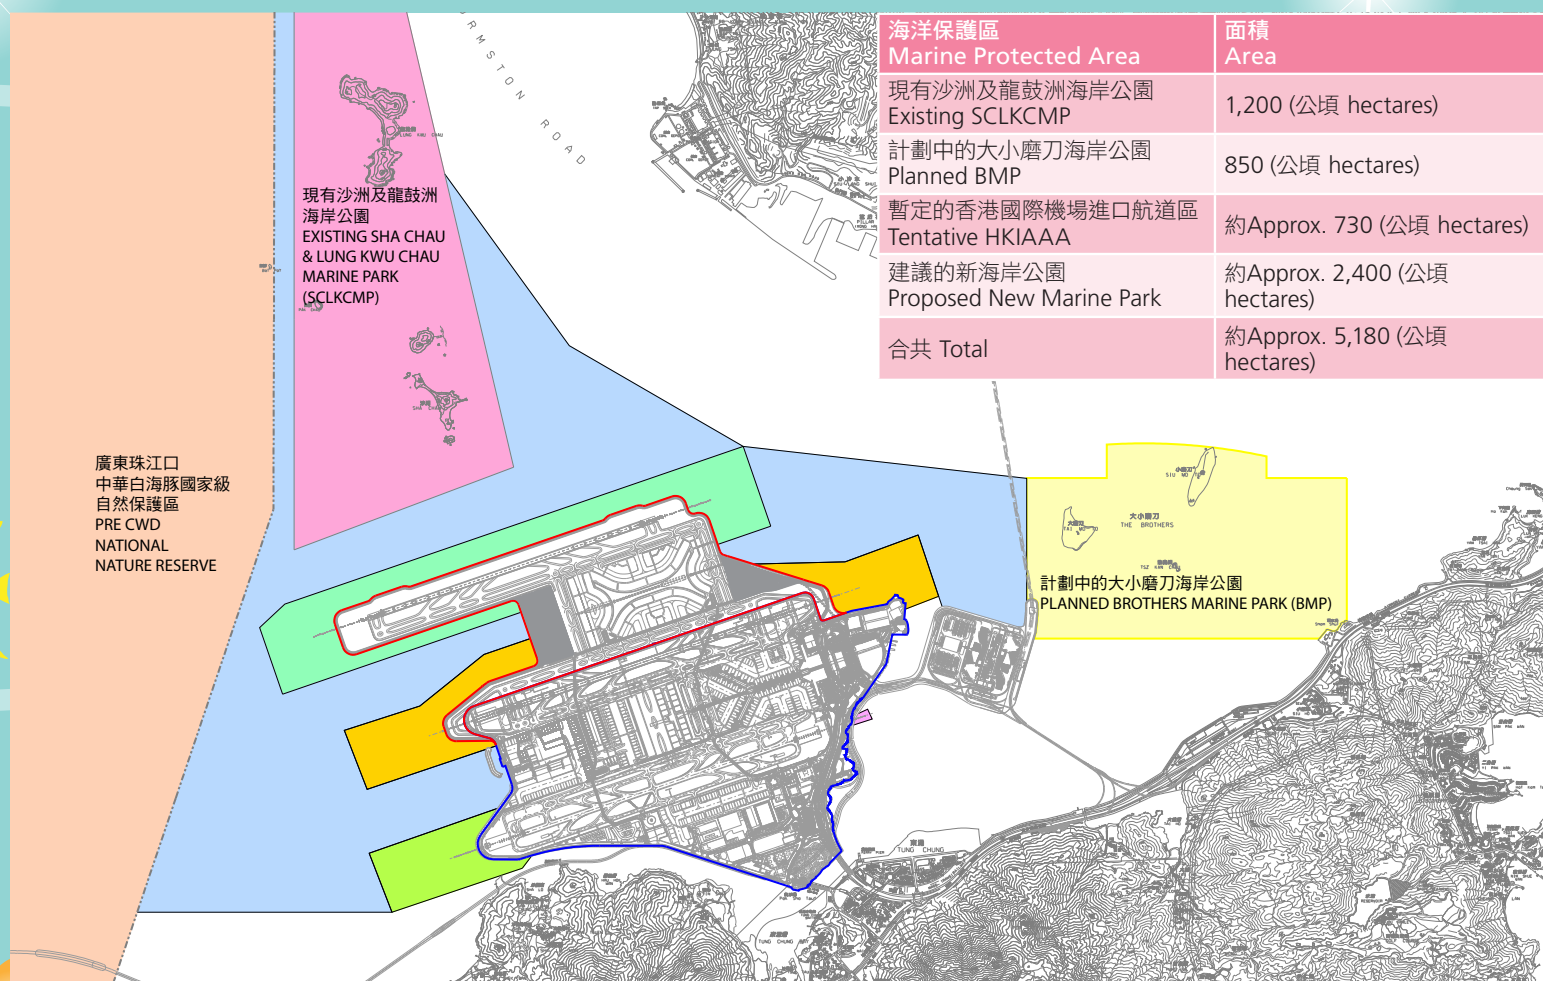 海洋保護區
Marine Protected Area
面積
Area
現有沙洲及龍鼓洲海岸公園
Existing SCLKCMP
1,200 (公頃 hectares)
計劃中的大小磨刀海岸公園
Planned BMP
850 (公頃 hectares)
暫定的香港國際機場進口航道區
Tentative HKIAAA
約Approx. 730 (公頃 hectares)
建議的新海岸公園
Proposed New Marine Park
約Approx. 2,400 (公頃
hectares)
合共 Total
約Approx. 5,180 (公頃
hectares)
RMSTON ROAD
現有沙洲及龍鼓洲
海岸公園
EXISTING SHA CHAU
& LUNG KWU CHAU
MARINE PARK
(SCLKCMP)
廣東珠江口
中華白海豚國家級
自然保護區
PRE CWD
NATIONAL
NATURE RESERVE
大小磨刀
THE BROTHERS
計劃中的大小磨刀海岸公園
PLANNED BROTHERS MARINE PARK (BMP)
TUNG CHUNG
TUNG CHUNG BAY